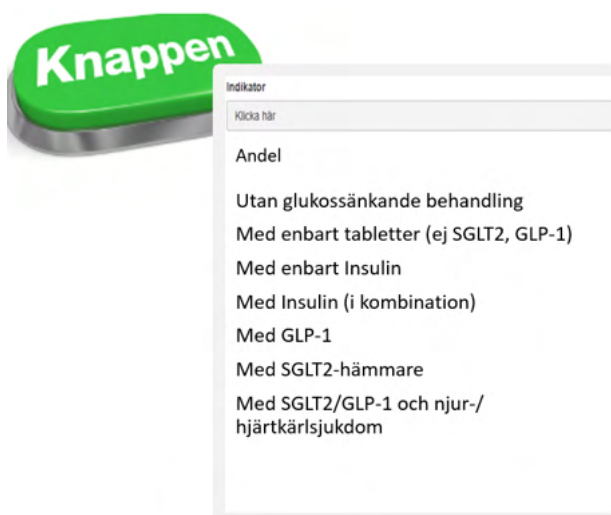 Knappen
Indikator
Klicka här
Andel
Utan glukossänkande behandling
Med enbart tabletter (ej SGLT2, GLP-1)
Med enbart Insulin
Med Insulin (i kombination)
Med GLP-1
Med SGLT2-hämmare
Med SGLT2/GLP-1 och njur-/
hjärtkärlsjukdom